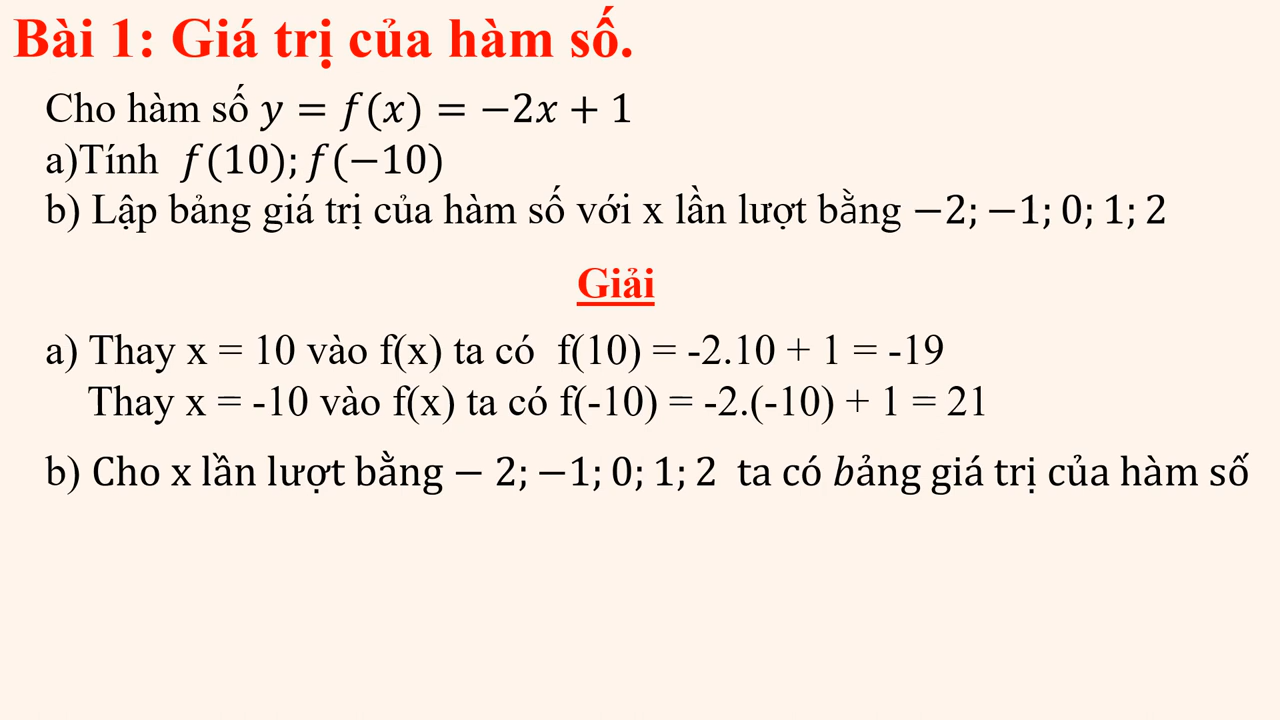 Bài 1: Giá trị của hàm số.
Cho hàm số y = f(x) = −2x + 1
a)Tính f(10); f(−10)
b) Lập bảng giá trị của hàm số với x lần lượt bằng −2; −1; 0; 1; 2
Giải
a) Thay x = 10 vào f(x) ta có f(10) = -2.10 + 1 = -19
Thay x = -10 vào f(x) ta có f(-10) = -2.(-10) + 1 = 21
b) Cho x lần lượt bằng − 2; −1; 0; 1; 2 ta có bảng giá trị của hàm số